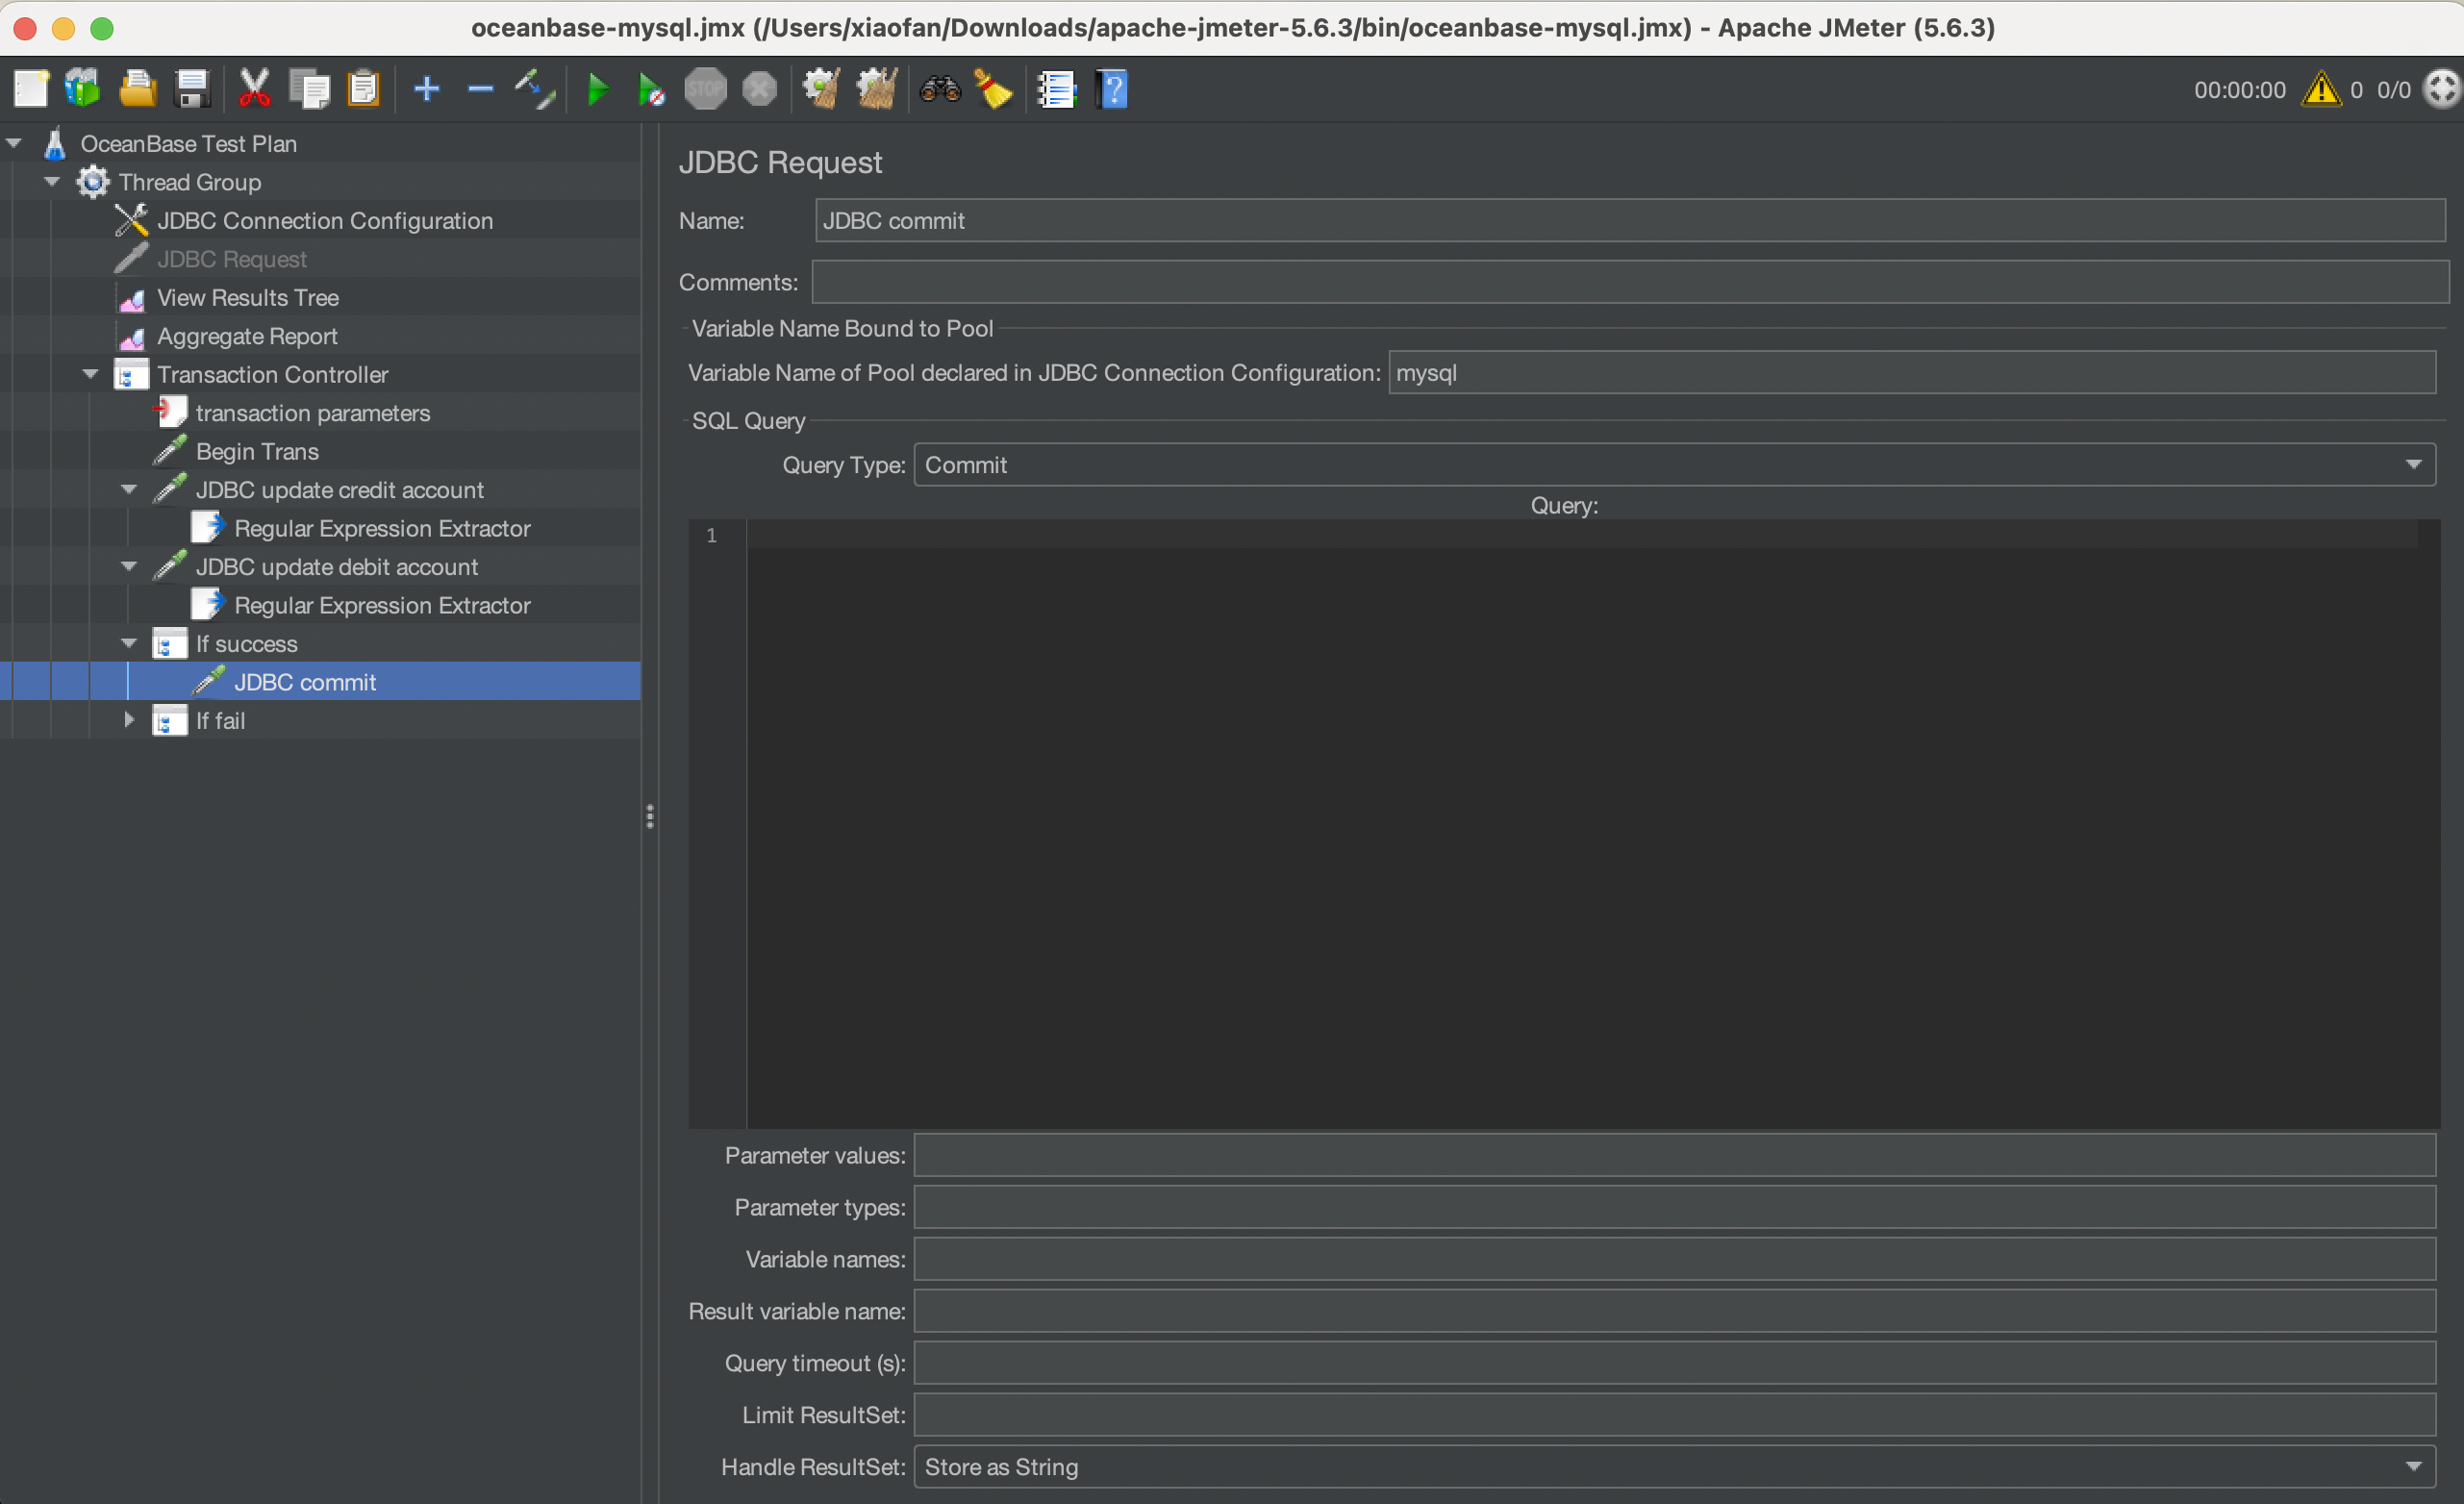 oceanbase-mysql.jmx (/Users/xiaofan/Downloads/apache-jmeter-5.6.3/bin/oceanbase-mysql.jmx) - Apache JMeter (5.6.3)
STOP
00:00:00 0 0/0
OceanBase Test Plan
Thread Group
JDBC Connection Configuration
JDBC Request
View Results Tree
Aggregate Report
Transaction Controller
transaction parameters
Begin Trans
JDBC update credit account
Regular Expression Extractor
JDBC update debit account
Regular Expression Extractor
If success
JDBC commit
If fail
JDBC Request
Name: JDBC commit
Comments:
Variable Name Bound to Pool
Variable Name of Pool declared in JDBC Connection Configuration: mysql
SQL Query
Query Type: Commit
Query:
1
Parameter values:
Parameter types:
Variable names:
Result variable name:
Query timeout (s):
Limit ResultSet:
Handle ResultSet: Store as String